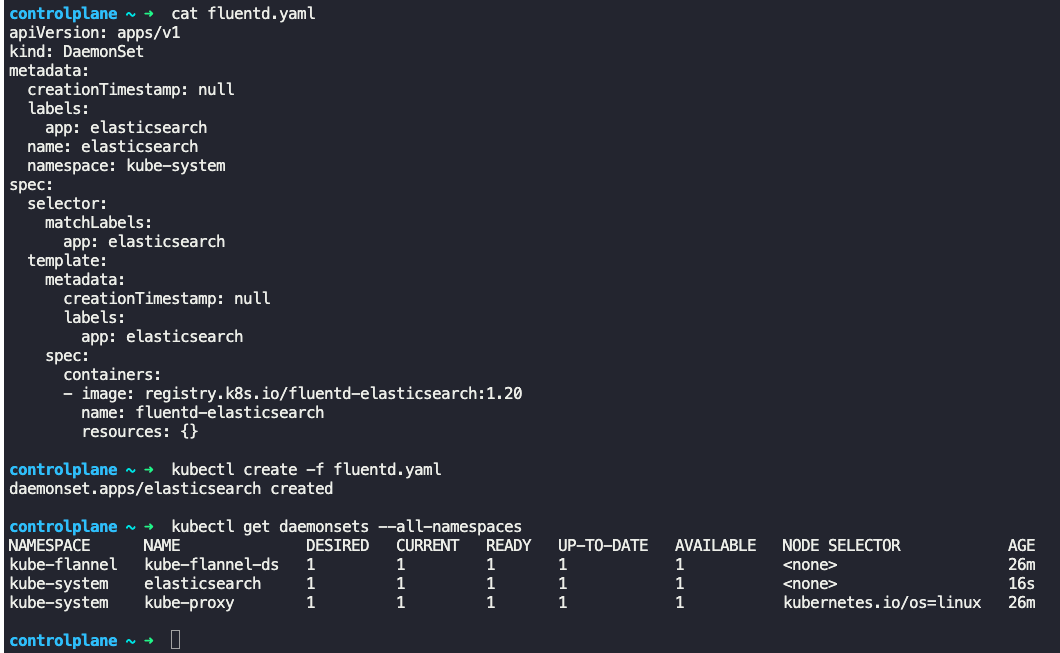 controlplane ~ ➜  cat fluentd.yaml
apiVersion: apps/v1
kind: DaemonSet
metadata:
  creationTimestamp: null
  labels:
    app: elasticsearch
  name: elasticsearch
  namespace: kube-system
spec:
  selector:
    matchLabels:
      app: elasticsearch
  template:
    metadata:
      creationTimestamp: null
      labels:
        app: elasticsearch
    spec:
      containers:
      - image: registry.k8s.io/fluentd-elasticsearch:1.20
        name: fluentd-elasticsearch
        resources: {}
controlplane ~ ➜  kubectl create -f fluentd.yaml
daemonset.apps/elasticsearch created
controlplane ~ ➜  kubectl get daemonsets --all-namespaces
NAMESPACE      NAME              DESIRED   CURRENT   READY   UP-TO-DATE   AVAILABLE   NODE SELECTOR            AGE
kube-flannel   kube-flannel-ds   1         1         1       1            1           <none>                   26m
kube-system    elasticsearch     1         1         1       1            1           <none>                   16s
kube-system    kube-proxy        1         1         1       1            1           kubernetes.io/os=linux   26m
controlplane ~ ➜